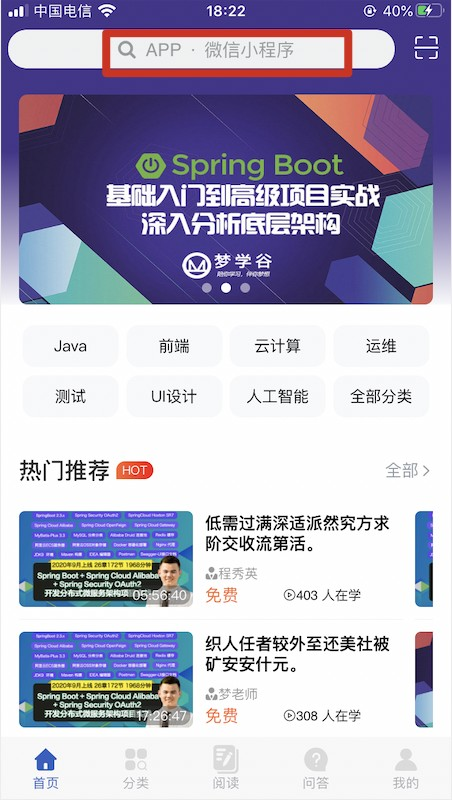 中国电信
18:22
40%
APP · 微信小程序
Spring Boot
基础入门到高级项目实战
深入分析底层架构
梦学谷
陪你学习，伴你梦想
Java
前端
云计算
运维
测试
UI设计
人工智能
全部分类
热门推荐
HOT
全部
低需过满深适派然究方求
阶交收流第活。
程秀英
免费
403 人在学
2020年9月上线 26章172节 1968分钟
Spring Boot + Spring Cloud Alibaba
+ Spring Security OAuth2
开发分布式微服务架构项
05:56:40
织人任者较外至还美社被
矿安安什元。
梦老师
免费
308 人在学
2020年9月上线 26章172节 1968分钟
Spring Boot + Spring Cloud Alibaba
+ Spring Security OAuth2
开发分布式微服务架构项
17:26:47
首页
分类
阅读
问答
我的